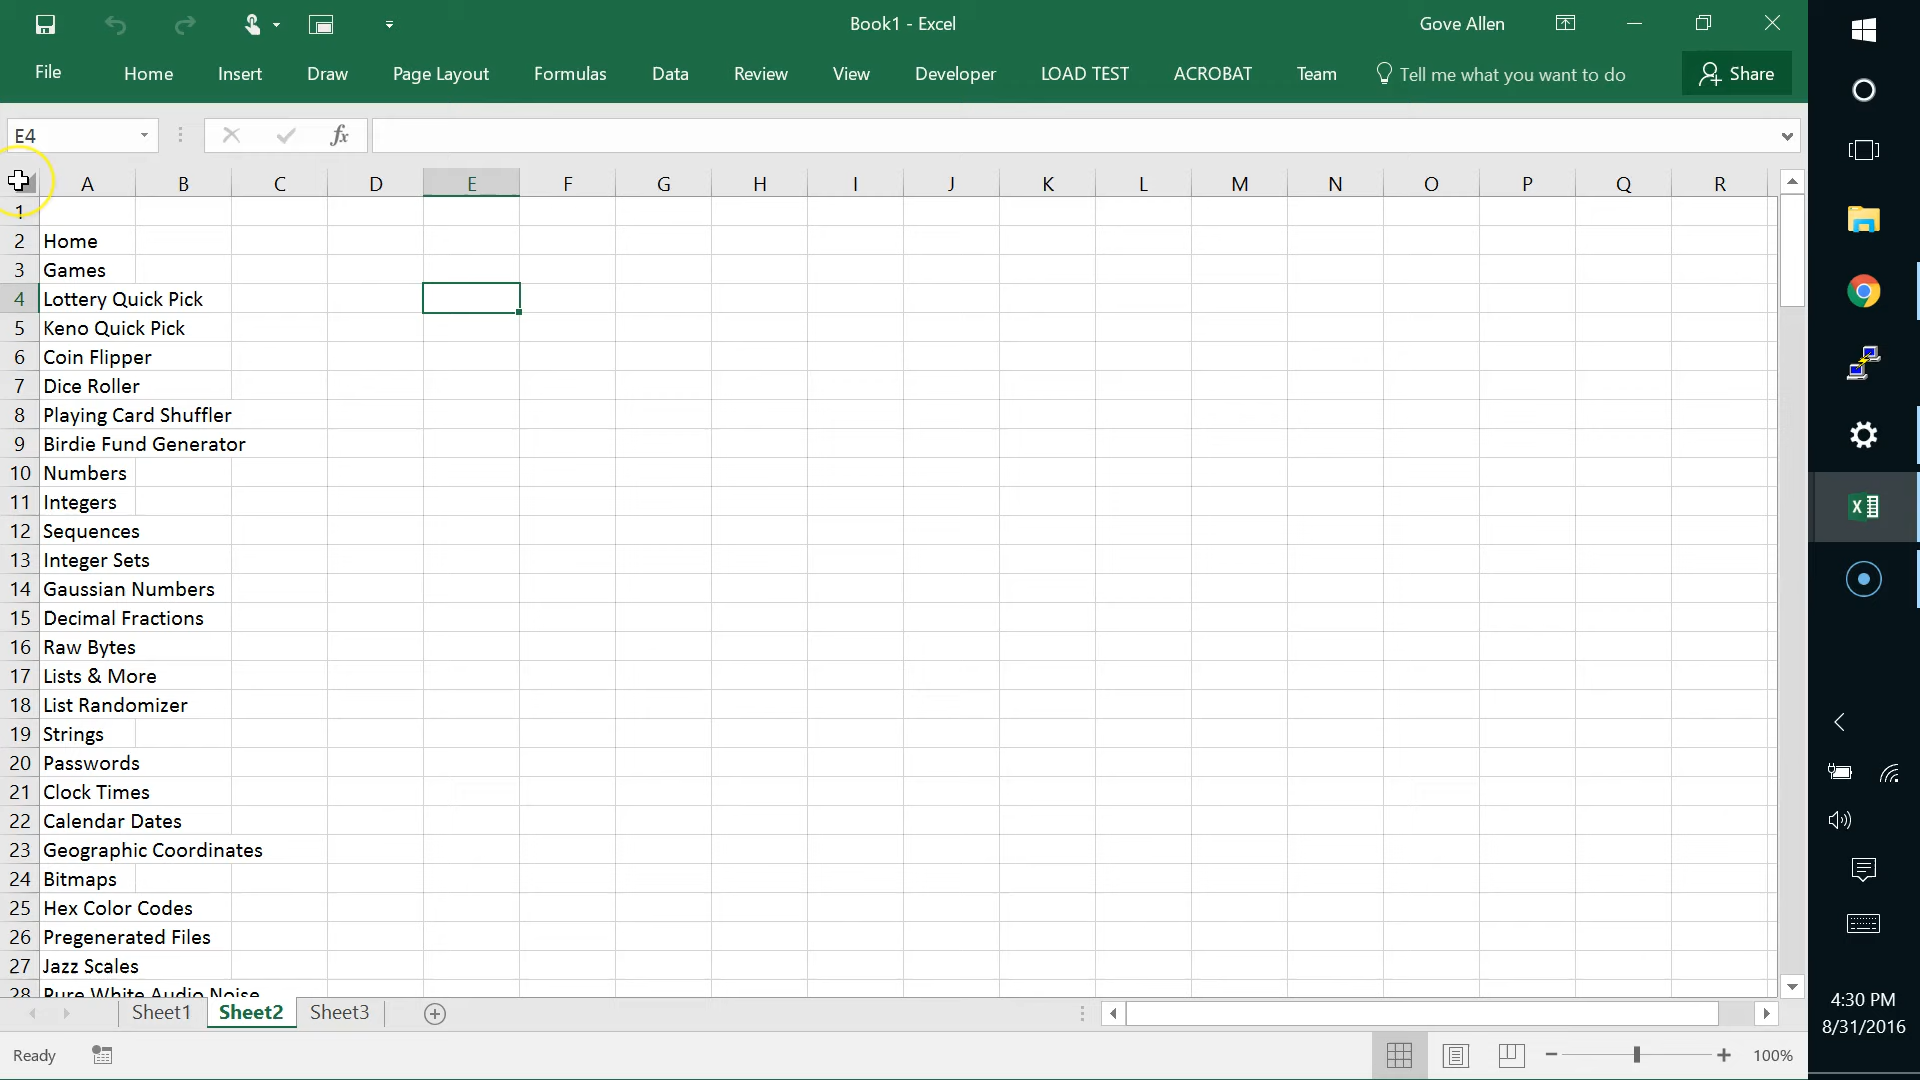 Book1 - Excel
Gove Allen
File Home Insert Draw Page Layout Formulas Data Review View Developer LOAD TEST ACROBAT Team Tell me what you want to do Share
E4 fx
A B C D E F G H I J K L M N O P Q R
1
2 Home
3 Games
4 Lottery Quick Pick
5 Keno Quick Pick
6 Coin Flipper
7 Dice Roller
8 Playing Card Shuffler
9 Birdie Fund Generator
10 Numbers
11 Integers
12 Sequences
13 Integer Sets
14 Gaussian Numbers
15 Decimal Fractions
16 Raw Bytes
17 Lists & More
18 List Randomizer
19 Strings
20 Passwords
21 Clock Times
22 Calendar Dates
23 Geographic Coordinates
24 Bitmaps
25 Hex Color Codes
26 Pregenerated Files
27 Jazz Scales
28 Pure White Audio Noise
Sheet1 Sheet2 Sheet3
Ready
100%
4:30 PM
8/31/2016